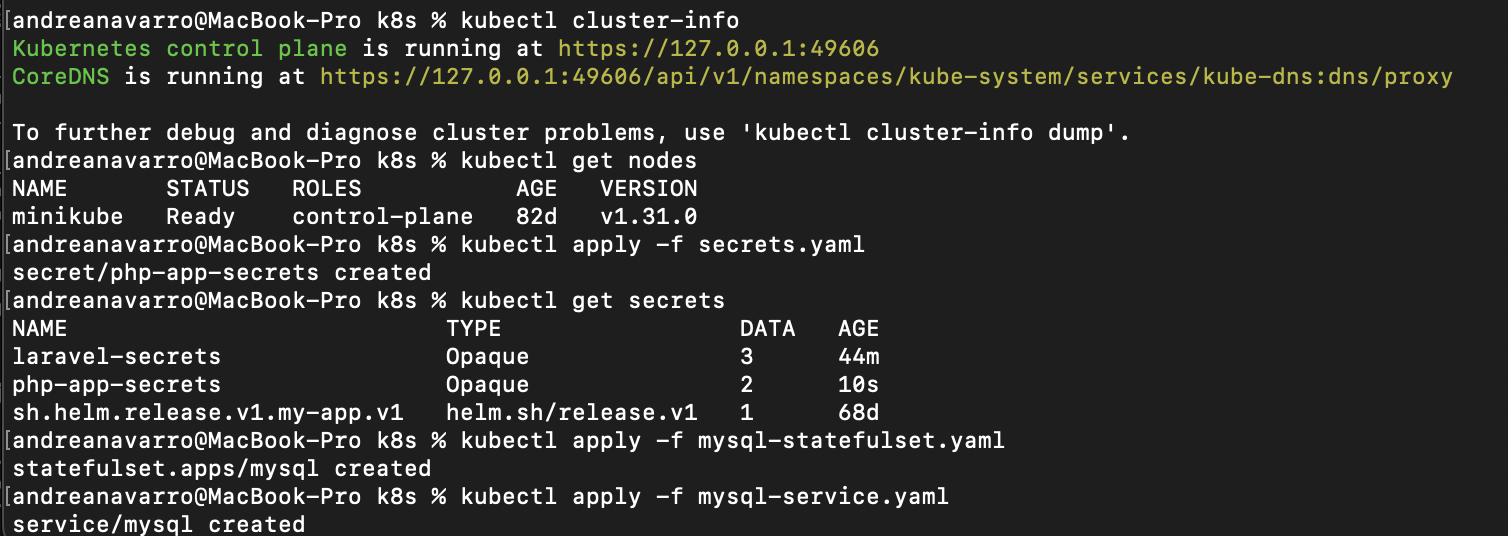 [andreanavarro@MacBook-Pro k8s % kubectl cluster-info
Kubernetes control plane is running at https://127.0.0.1:49606
CoreDNS is running at https://127.0.0.1:49606/api/v1/namespaces/kube-system/services/kube-dns:dns/proxy
To further debug and diagnose cluster problems, use 'kubectl cluster-info dump'.
[andreanavarro@MacBook-Pro k8s % kubectl get nodes
NAME STATUS ROLES AGE VERSION
minikube Ready control-plane 82d v1.31.0
[andreanavarro@MacBook-Pro k8s % kubectl apply -f secrets.yaml
secret/php-app-secrets created
[andreanavarro@MacBook-Pro k8s % kubectl get secrets
NAME TYPE DATA AGE
laravel-secrets Opaque 3 44m
php-app-secrets Opaque 2 10s
sh.helm.release.v1.my-app.v1 helm.sh/release.v1 1 68d
[andreanavarro@MacBook-Pro k8s % kubectl apply -f mysql-statefulset.yaml
statefulset.apps/mysql created
[andreanavarro@MacBook-Pro k8s % kubectl apply -f mysql-service.yaml
service/mysql created